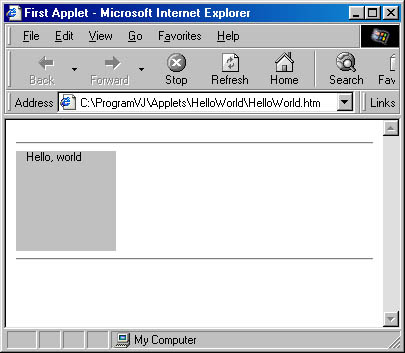 First Applet - Microsoft Internet Explorer
File Edit View Go Favorites Help
Back Forward Stop Refresh Home Search Fav
Address C:\ProgramVJ\Applets\HelloWorld\HelloWorld.htm Links
Hello, world
My Computer